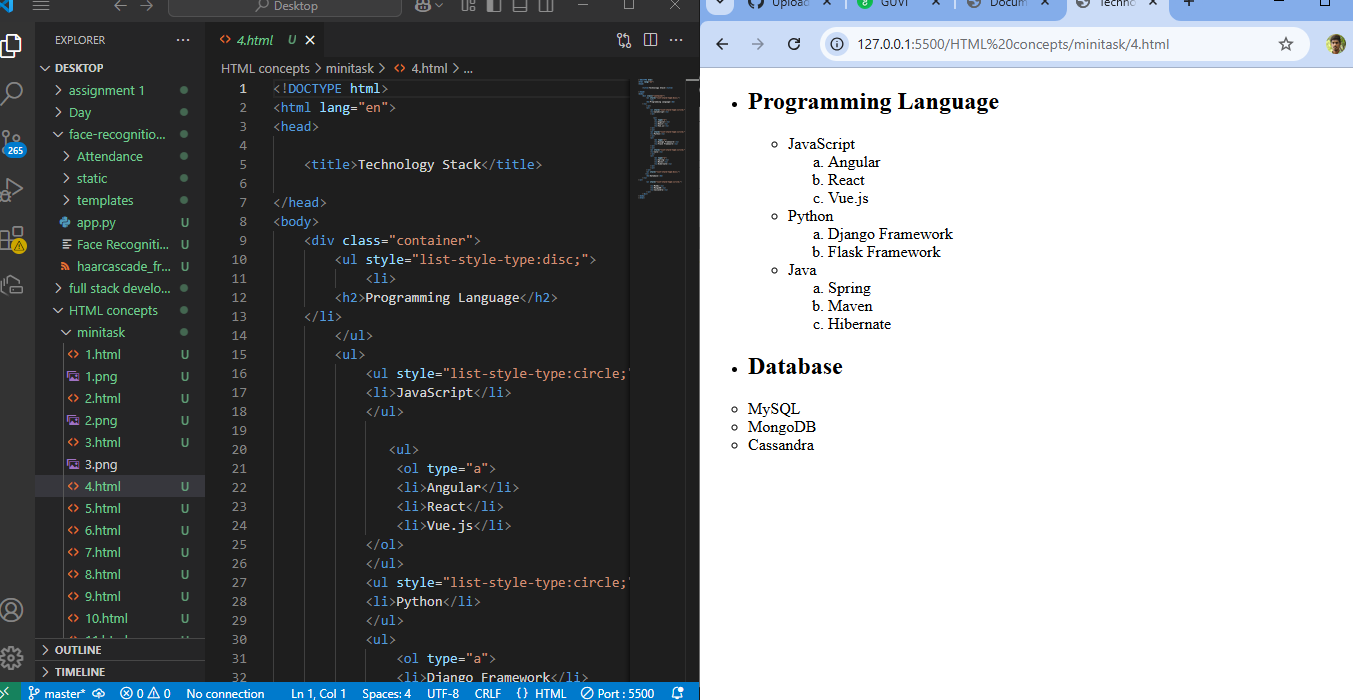 Desktop
EXPLORER
DESKTOP
assignment 1
Day
face-recognitio...
Attendance
static
templates
app.py U
Face Recogniti... U
haarcascade_fr... U
full stack develo...
HTML concepts
minitask
1.html U
1.png U
2.html U
2.png U
3.html U
3.png
4.html U
5.html U
6.html U
7.html U
8.html U
9.html U
10.html U
OUTLINE
TIMELINE
265
4.html U
HTML concepts > minitask > 4.html > ...
1 <!DOCTYPE html>
2 <html lang="en">
3 <head>
4
5 <title>Technology Stack</title>
6
7 </head>
8 <body>
9 <div class="container">
10 <ul style="list-style-type:disc;">
11 <li>
12 <h2>Programming Language</h2>
13 </li>
14 </ul>
15 <ul>
16 <ul style="list-style-type:circle;"
17 <li>JavaScript</li>
18 </ul>
19
20 <ul>
21 <ol type="a">
22 <li>Angular</li>
23 <li>React</li>
24 <li>Vue.js</li>
25 </ol>
26 </ul>
27 <ul style="list-style-type:circle;"
28 <li>Python</li>
29 </ul>
30 <ul>
31 <ol type="a">
32 <li>Django Framework</li>
master* 0 0 No connection Ln 1, Col 1 Spaces: 4 UTF-8 CRLF {} HTML Port : 5500
Upload GUVI Docum Techno
127.0.0.1:5500/HTML%20concepts/minitask/4.html
Programming Language
JavaScript
a. Angular
b. React
c. Vue.js
Python
a. Django Framework
b. Flask Framework
Java
a. Spring
b. Maven
c. Hibernate
Database
MySQL
MongoDB
Cassandra